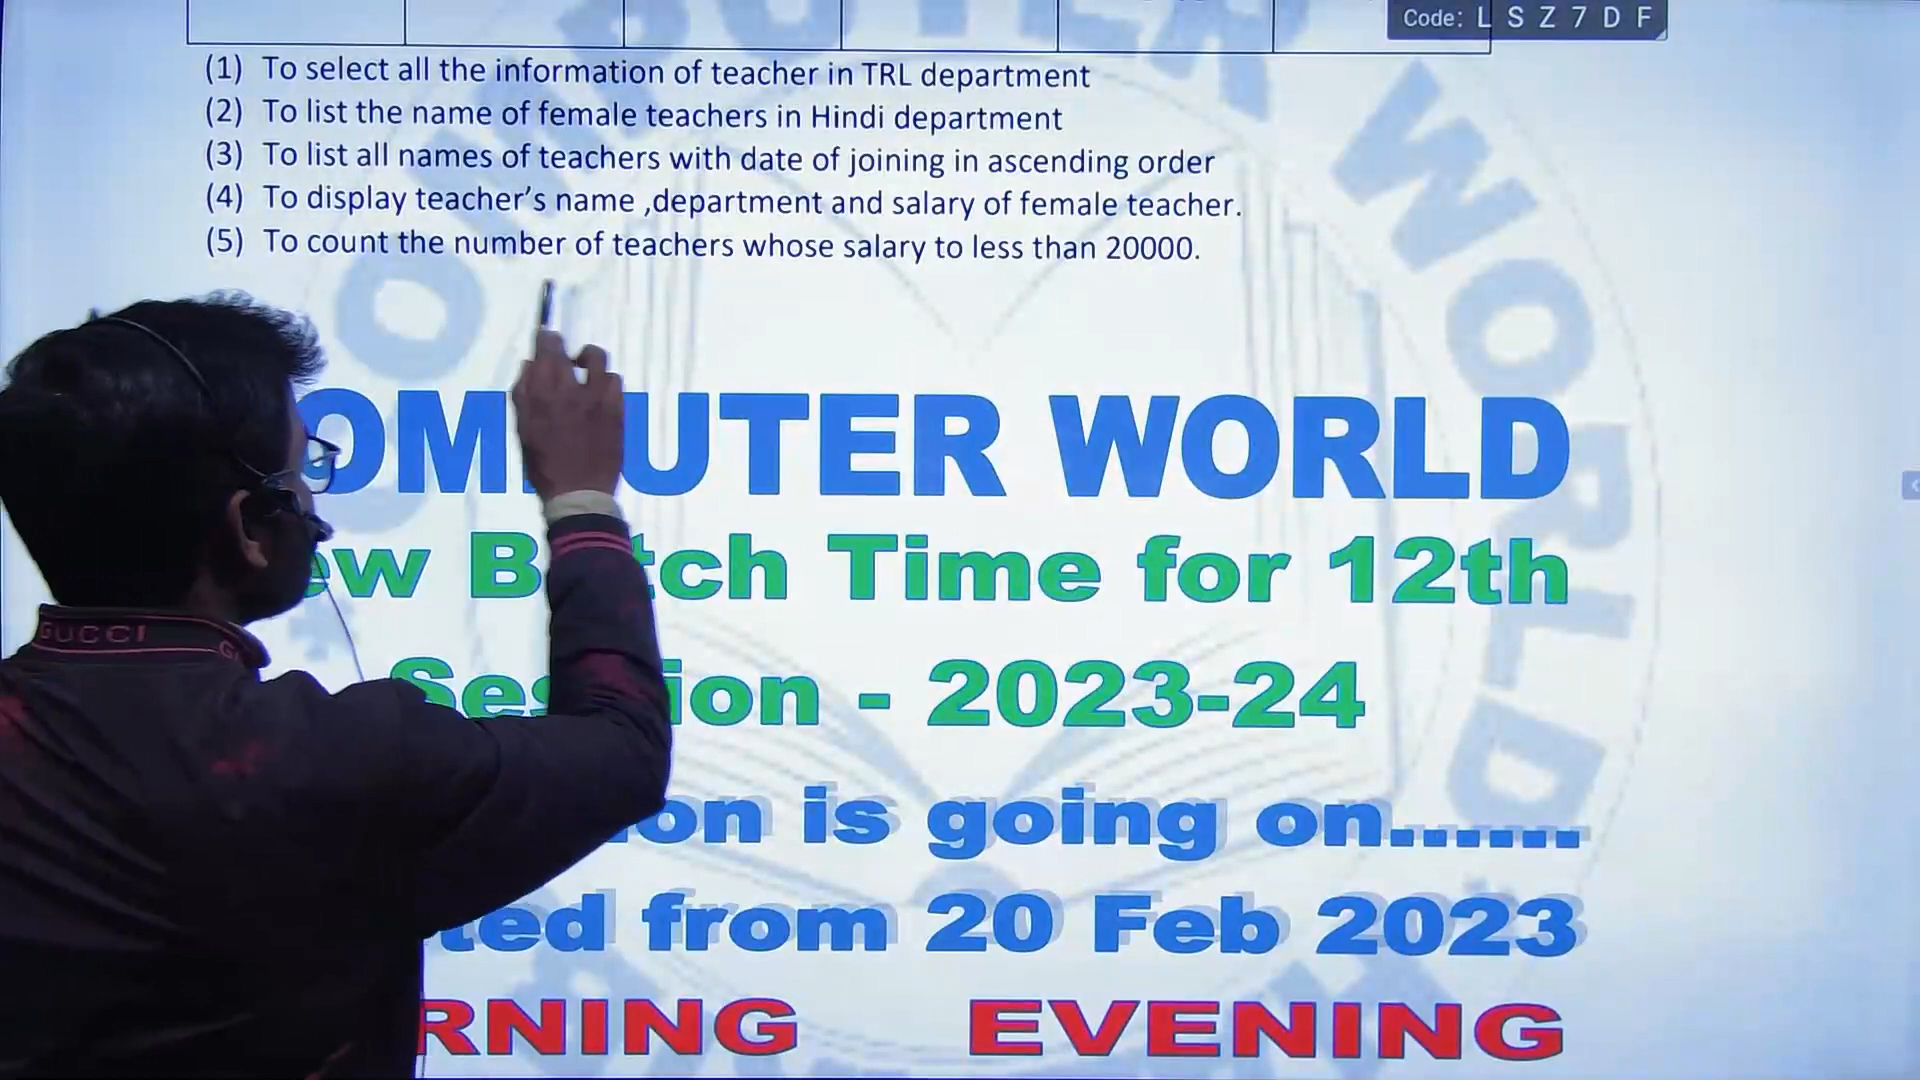 Code: L S Z 7 D F
(1) To select all the information of teacher in TRL department
(2) To list the name of female teachers in Hindi department
(3) To list all names of teachers with date of joining in ascending order
(4) To display teacher's name ,department and salary of female teacher.
(5) To count the number of teachers whose salary to less than 20000.
OM UTER WORLD
ew B tch Time for 12th
Ses ion - 2023-24
on is going on......
ted from 20 Feb 2023
RNING EVENING
GUCCI
WORLD